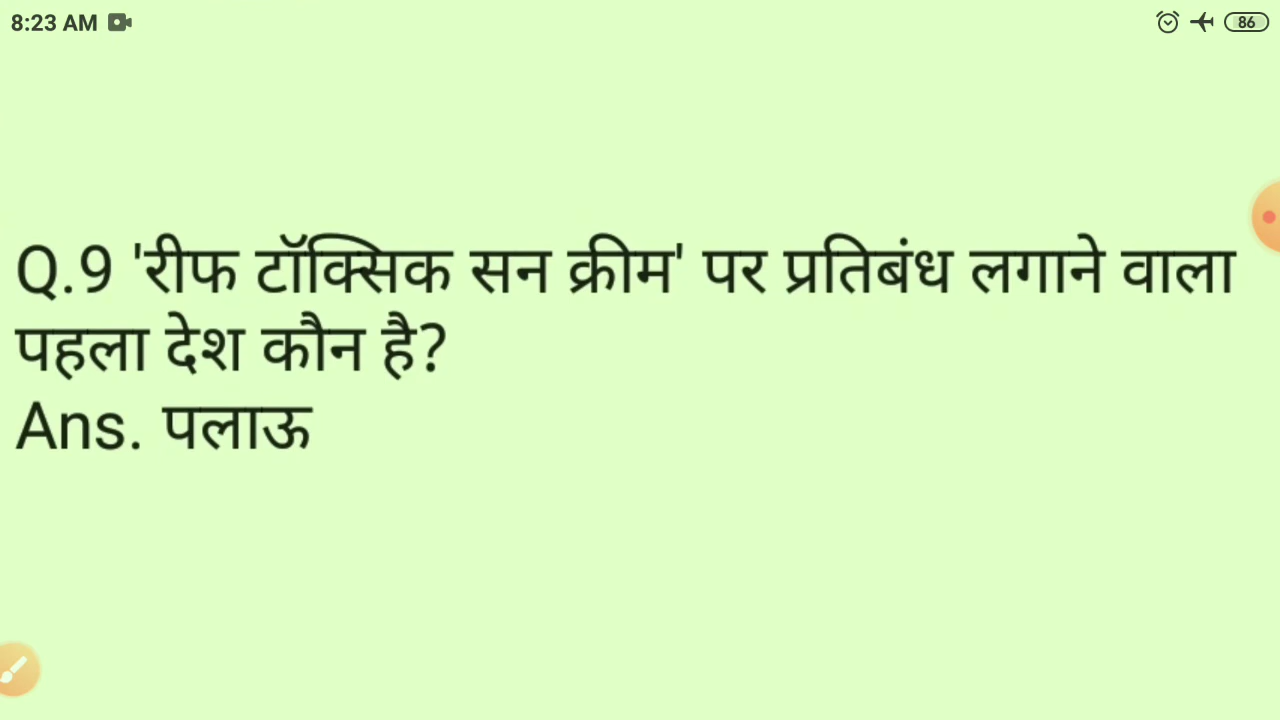 8:23 AM
86
Q.9 'रीफ टॉक्सिक सन क्रीम' पर प्रतिबंध लगाने वाला
पहला देश कौन है?
Ans. पलाऊ